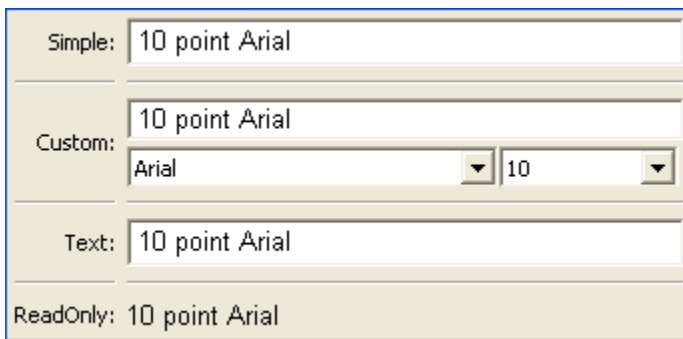 Simple: 10 point Arial
10 point Arial
Custom:
Arial 10
Text: 10 point Arial
ReadOnly: 10 point Arial